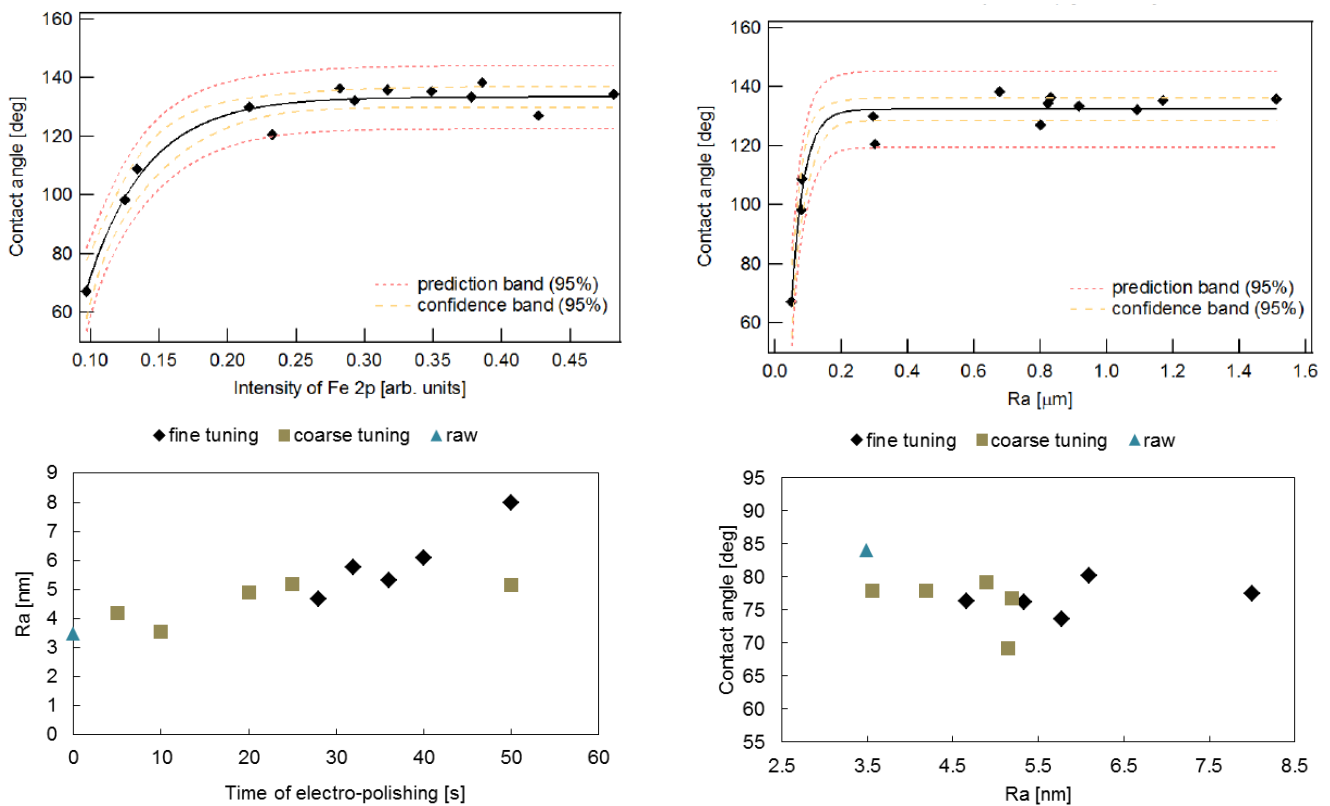 160
140
120
100
80
60
Contact angle [deg]
prediction band (95%)
confidence band (95%)
0.10 0.15 0.20 0.25 0.30 0.35 0.40 0.45
Intensity of Fe 2p [arb. units]
160
140
120
100
80
60
Contact angle [deg]
prediction band (95%)
confidence band (95%)
0.0 0.2 0.4 0.6 0.8 1.0 1.2 1.4 1.6
Ra [μm]
fine tuning coarse tuning raw
9
8
7
6
5
4
3
2
1
0
Ra [nm]
0 10 20 30 40 50 60
Time of electro-polishing [s]
fine tuning coarse tuning raw
95
90
85
80
75
70
65
60
55
Contact angle [deg]
2.5 3.5 4.5 5.5 6.5 7.5 8.5
Ra [nm]